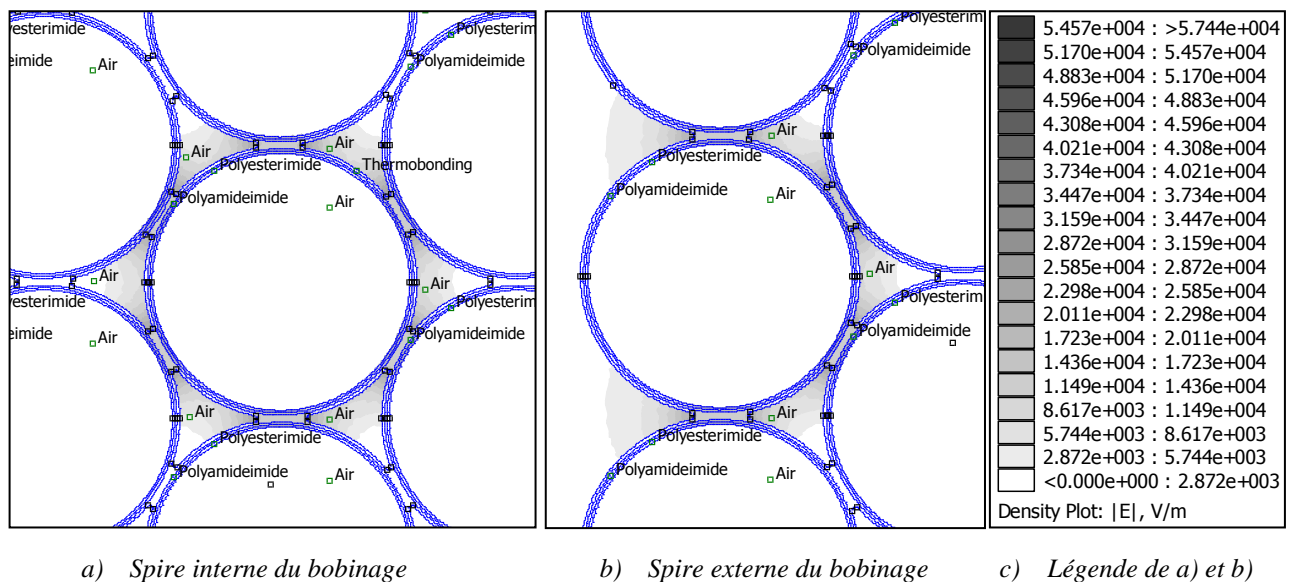 yesterimide
Polyesterim
Air
Polyamideimide
eimide
Air
Air
Air
Polyesterimide
Thermobonding
Polyamideimide
Air
Air
Air
yesterimide
Polyesterimide
eimide
Polyamideimide
Air
Air
Air
Polyesterimide
Polyamideimide
Air
Polyesterim
Polyamideimide
Air
Polyesterimide
Polyamideimide
Air
Air
Polyesterim
Polyamideimide
Air
Polyesterimide
Polyamideimide
Air
5.457e+004 : >5.744e+004
5.170e+004 : 5.457e+004
4.883e+004 : 5.170e+004
4.596e+004 : 4.883e+004
4.308e+004 : 4.596e+004
4.021e+004 : 4.308e+004
3.734e+004 : 4.021e+004
3.447e+004 : 3.734e+004
3.159e+004 : 3.447e+004
2.872e+004 : 3.159e+004
2.585e+004 : 2.872e+004
2.298e+004 : 2.585e+004
2.011e+004 : 2.298e+004
1.723e+004 : 2.011e+004
1.436e+004 : 1.723e+004
1.149e+004 : 1.436e+004
8.617e+003 : 1.149e+004
5.744e+003 : 8.617e+003
2.872e+003 : 5.744e+003
<0.000e+000 : 2.872e+003
Density Plot: |E|, V/m
a) Spire interne du bobinage
b) Spire externe du bobinage
c) Légende de a) et b)